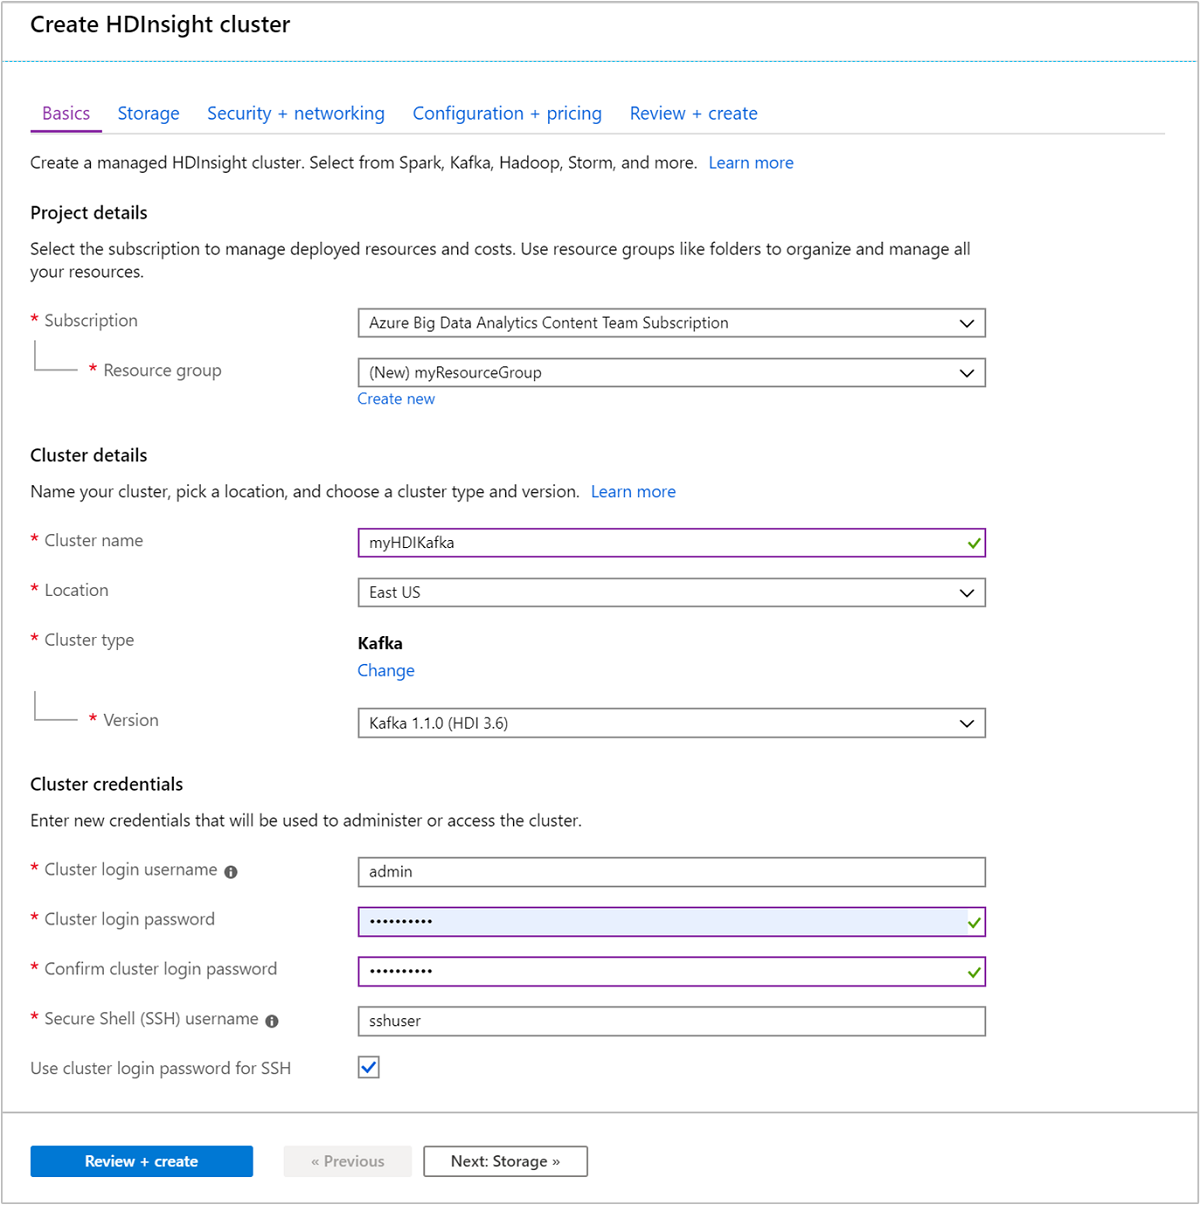 Create HDInsight cluster
Basics Storage Security + networking Configuration + pricing Review + create
Create a managed HDInsight cluster. Select from Spark, Kafka, Hadoop, Storm, and more. Learn more
Project details
Select the subscription to manage deployed resources and costs. Use resource groups like folders to organize and manage all
your resources.
* Subscription Azure Big Data Analytics Content Team Subscription
* Resource group (New) myResourceGroup
Create new
Cluster details
Name your cluster, pick a location, and choose a cluster type and version. Learn more
* Cluster name myHDIKafka
* Location East US
* Cluster type Kafka
Change
* Version Kafka 1.1.0 (HDI 3.6)
Cluster credentials
Enter new credentials that will be used to administer or access the cluster.
* Cluster login username admin
* Cluster login password ••••••••••
* Confirm cluster login password ••••••••••
* Secure Shell (SSH) username sshuser
Use cluster login password for SSH
Review + create « Previous Next: Storage »